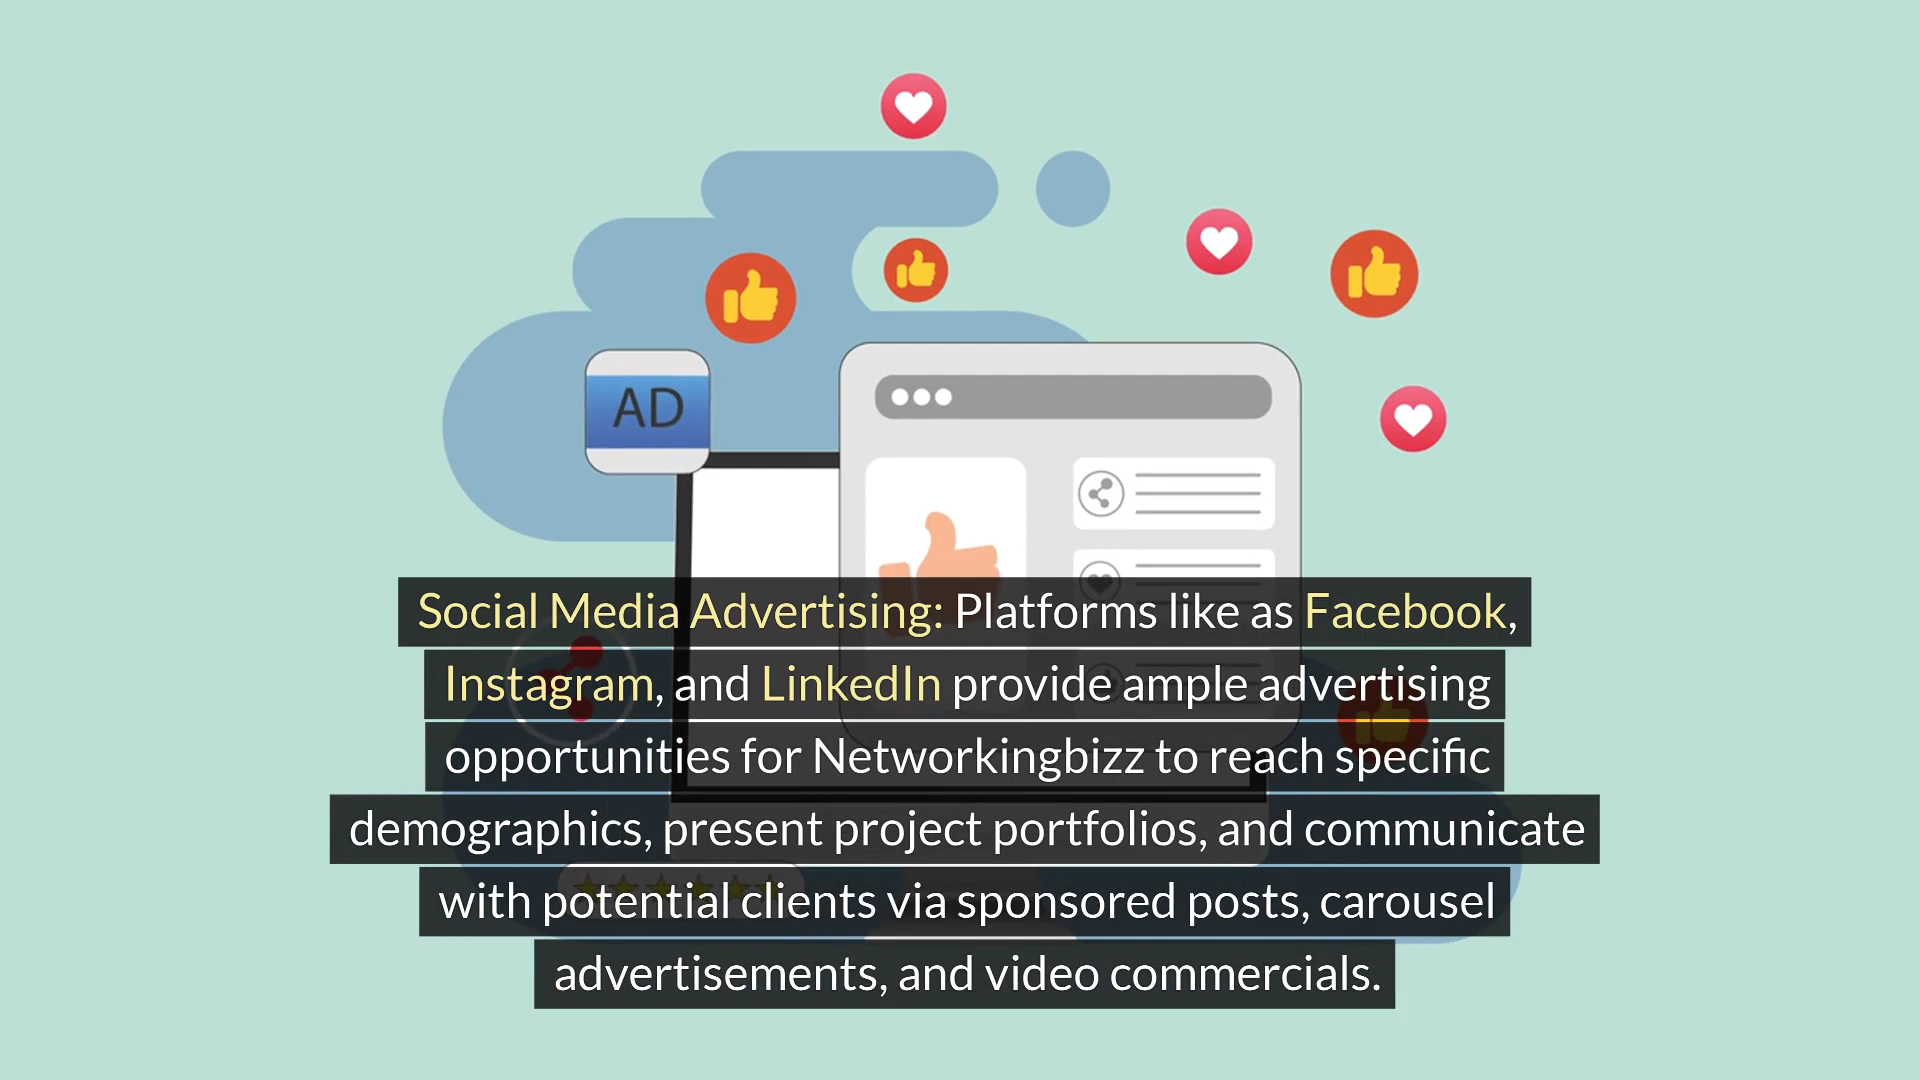 AD
Social Media Advertising: Platforms like as Facebook,
Instagram, and LinkedIn provide ample advertising
opportunities for Networkingbizz to reach specific
demographics, present project portfolios, and communicate
with potential clients via sponsored posts, carousel
advertisements, and video commercials.